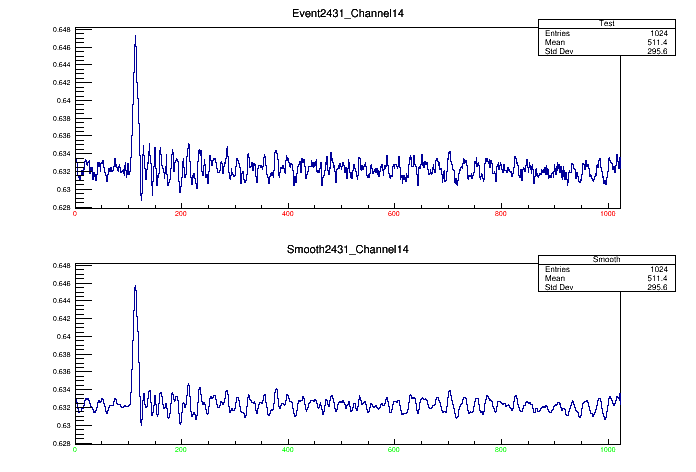 Event2431_Channel14
Test
Entries 1024
Mean 511.4
Std Dev 295.6
0.648
0.646
0.644
0.642
0.64
0.638
0.636
0.634
0.632
0.63
0.628
0 200 400 600 800 1000
Smooth2431_Channel14
Smooth
Entries 1024
Mean 511.4
Std Dev 295.6
0.648
0.646
0.644
0.642
0.64
0.638
0.636
0.634
0.632
0.63
0.628
0 200 400 600 800 1000